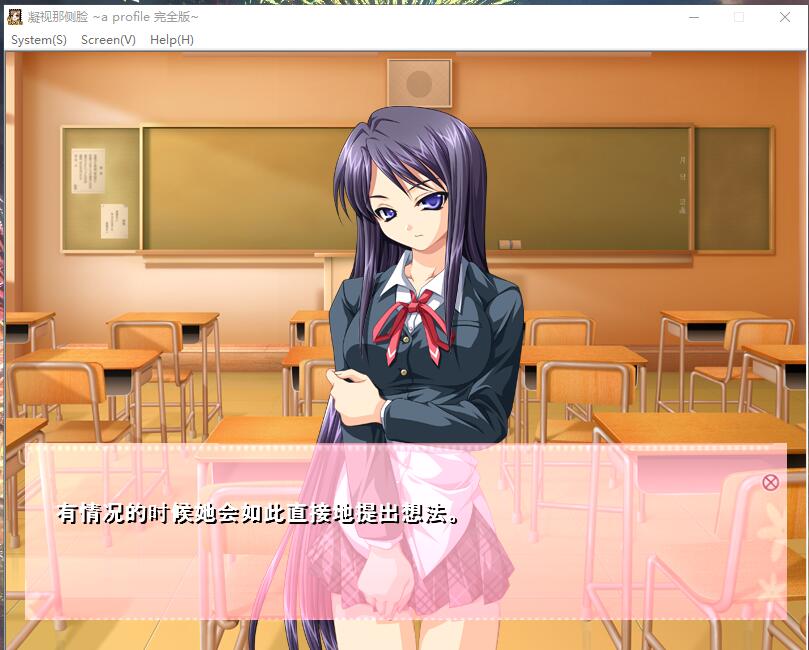 凝视那侧脸 ~a profile 完全版~
System(S) Screen(V) Help(H)
有情况的时候她会如此直接地提出想法。